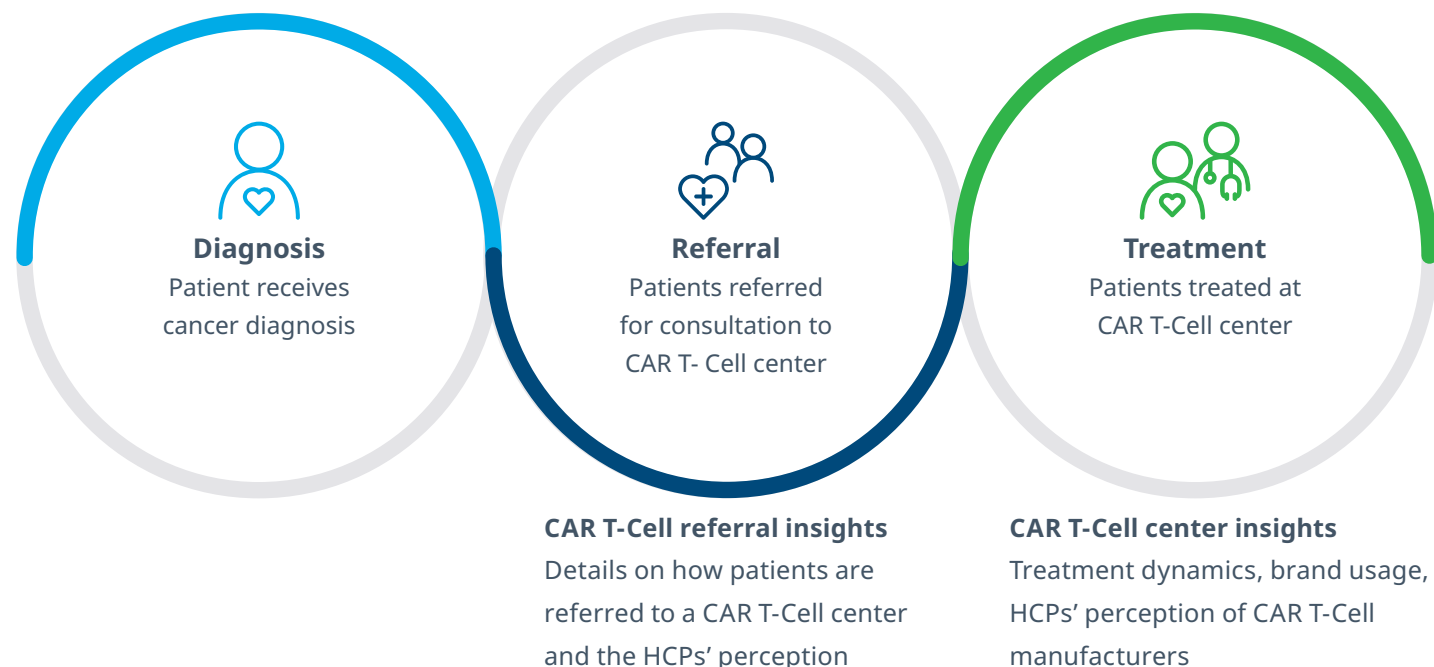 Diagnosis
Patient receives
cancer diagnosis
Referral
Patients referred
for consultation to
CAR T- Cell center
Treatment
Patients treated at
CAR T-Cell center
CAR T-Cell referral insights
Details on how patients are
referred to a CAR T-Cell center
and the HCPs’ perception
CAR T-Cell center insights
Treatment dynamics, brand usage,
HCPs’ perception of CAR T-Cell
manufacturers